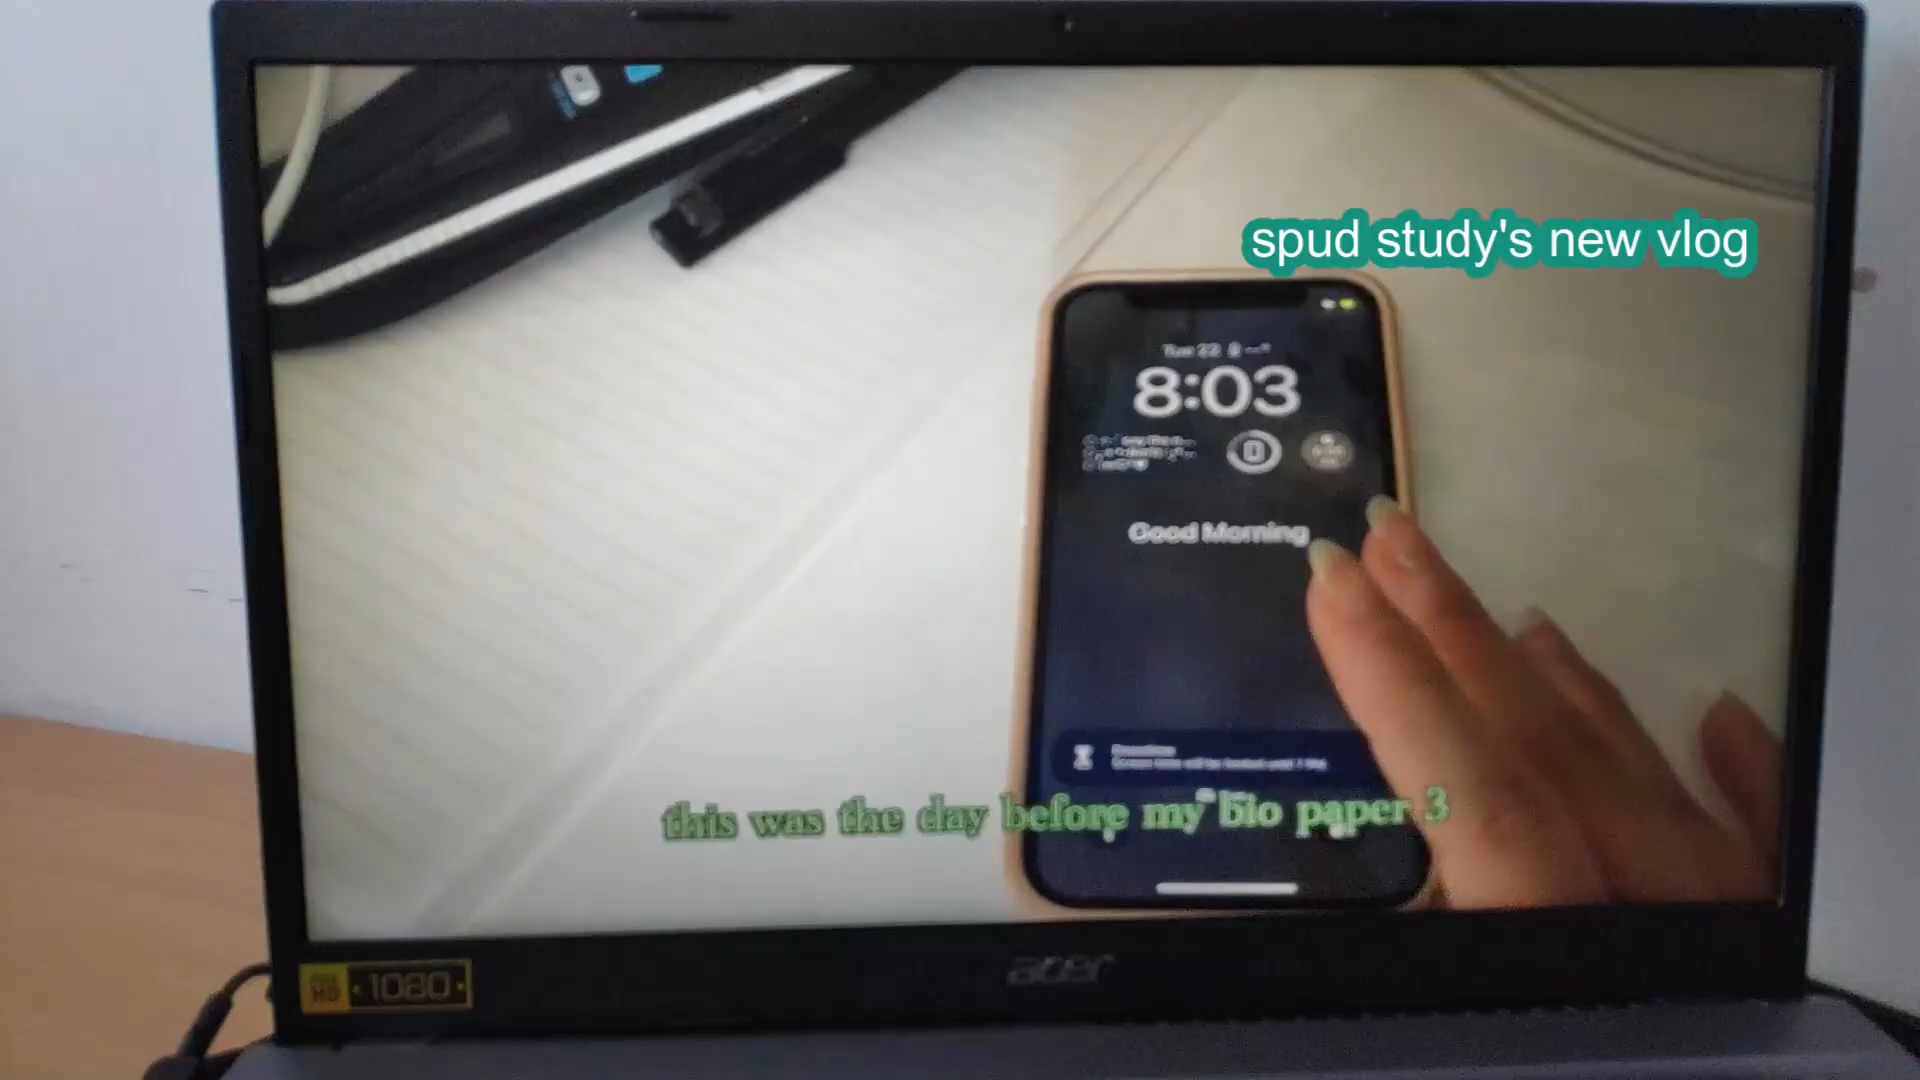 spud study's new vlog
8:03
Good Morning
this was the day before my bio paper 3
FULL HD 1080
acer